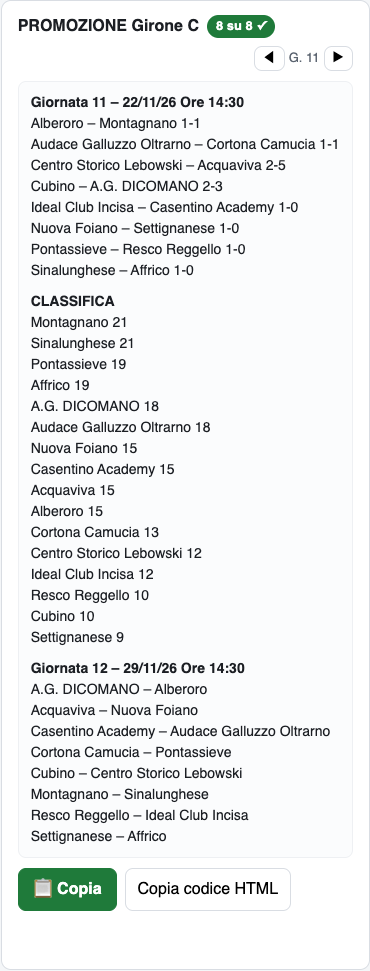 PROMOZIONE Girone C 8 su 8 ✓
◀ G. 11 ▶
Giornata 11 – 22/11/26 Ore 14:30
Alberoro – Montagnano 1-1
Audace Galluzzo Oltrarno – Cortona Camucia 1-1
Centro Storico Lebowski – Acquaviva 2-5
Cubino – A.G. DICOMANO 2-3
Ideal Club Incisa – Casentino Academy 1-0
Nuova Foiano – Settignanese 1-0
Pontassieve – Resco Reggello 1-0
Sinalunghese – Affrico 1-0
CLASSIFICA
Montagnano 21
Sinalunghese 21
Pontassieve 19
Affrico 19
A.G. DICOMANO 18
Audace Galluzzo Oltrarno 18
Nuova Foiano 15
Casentino Academy 15
Acquaviva 15
Alberoro 15
Cortona Camucia 13
Centro Storico Lebowski 12
Ideal Club Incisa 12
Resco Reggello 10
Cubino 10
Settignanese 9
Giornata 12 – 29/11/26 Ore 14:30
A.G. DICOMANO – Alberoro
Acquaviva – Nuova Foiano
Casentino Academy – Audace Galluzzo Oltrarno
Cortona Camucia – Pontassieve
Cubino – Centro Storico Lebowski
Montagnano – Sinalunghese
Resco Reggello – Ideal Club Incisa
Settignanese – Affrico
📋 Copia Copia codice HTML